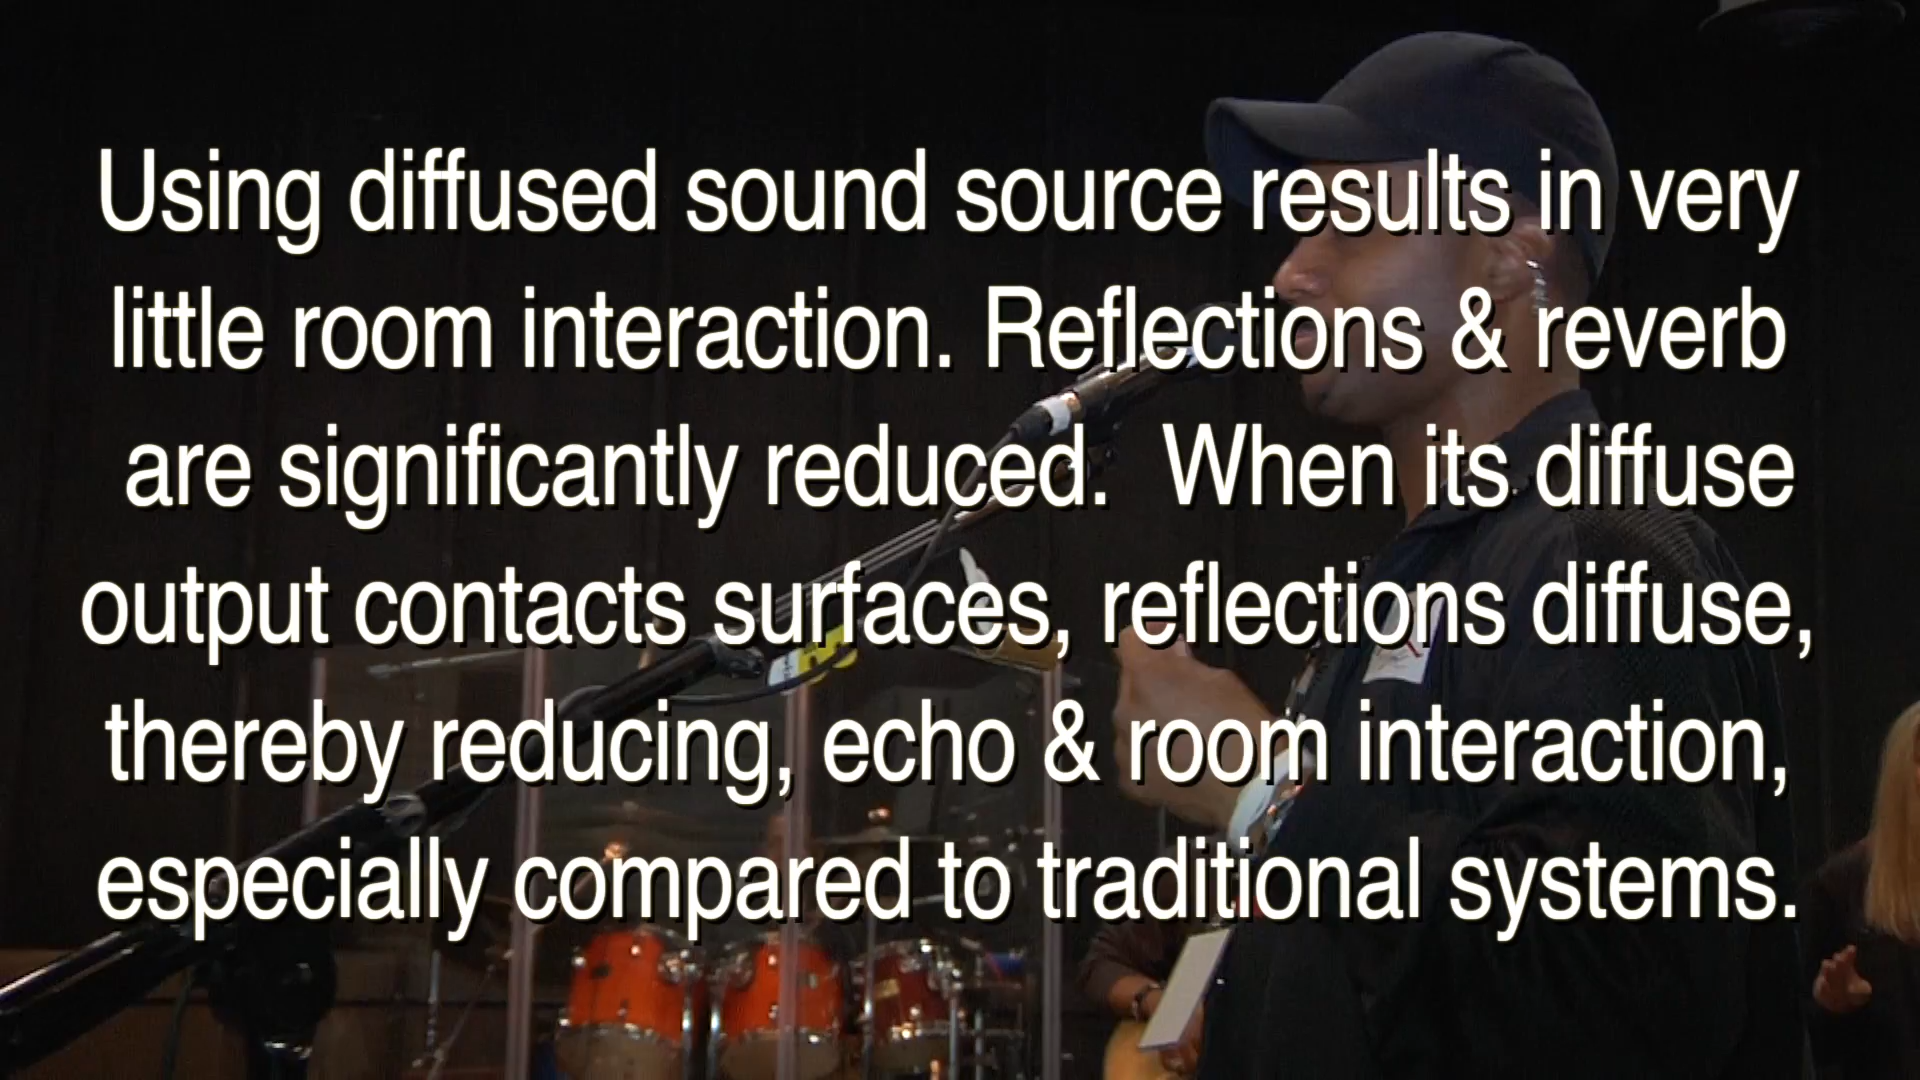 Using diffused sound source results in very
little room interaction. Reflections & reverb
are significantly reduced.  When its diffuse
output contacts surfaces, reflections diffuse,
thereby reducing, echo & room interaction,
especially compared to traditional systems.